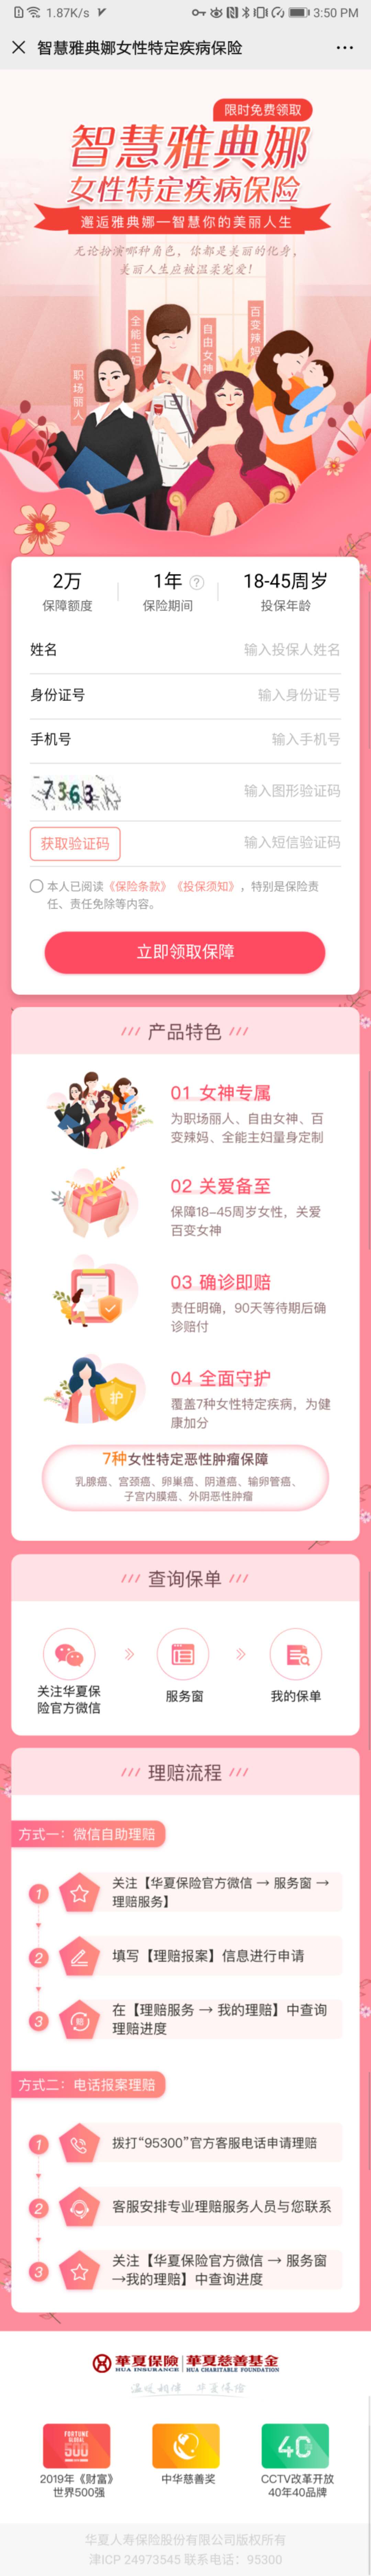 1.87K/s
3:50 PM
智慧雅典娜女性特定疾病保险
限时免费领取
智慧雅典娜
女性特定疾病保险
邂逅雅典娜一智慧你的美丽人生
无论扮演哪种角色，你都是美丽的化身，
美丽人生应被温柔宠爱！
职场丽人
全能主妇
自由女神
百变辣妈
2万
1年
18-45周岁
保障额度
保险期间
投保年龄
姓名
输入投保人姓名
身份证号
输入身份证号
手机号
输入手机号
7363
输入图形验证码
获取验证码
输入短信验证码
本人已阅读《保险条款》《投保须知》，特别是保险责
任、责任免除等内容。
立即领取保障
产品特色
01 女神专属
为职场丽人、自由女神、百
变辣妈、全能主妇量身定制
02 关爱备至
保障18-45周岁女性，关爱
百变女神
03 确诊即赔
责任明确，90天等待期后确
诊赔付
护
04 全面守护
覆盖7种女性特定疾病，为健
康加分
7种女性特定恶性肿瘤保障
乳腺癌、宫颈癌、卵巢癌、阴道癌、输卵管癌、
子宫内膜癌、外阴恶性肿瘤
查询保单
关注华夏保
险官方微信
服务窗
我的保单
理赔流程
方式一：微信自助理赔
1
关注【华夏保险官方微信 → 服务窗 →
理赔服务】
2
填写【理赔报案】信息进行申请
3
在【理赔服务 → 我的理赔】中查询
理赔进度
方式二：电话报案理赔
1
拨打“95300”官方客服电话申请理赔
2
客服安排专业理赔服务人员与您联系
3
关注【华夏保险官方微信 → 服务窗
→我的理赔】中查询进度
華夏保險 華夏慈善基金
HUA INSURANCE HUA CHARITABLE FOUNDATION
温暖相伴 华夏保险
FORTUNE
GLOBAL
500
40
2019年《财富》
世界500强
中华慈善奖
CCTV改革开放
40年40品牌
华夏人寿保险股份有限公司版权所有
津ICP 24973545 联系电话：95300